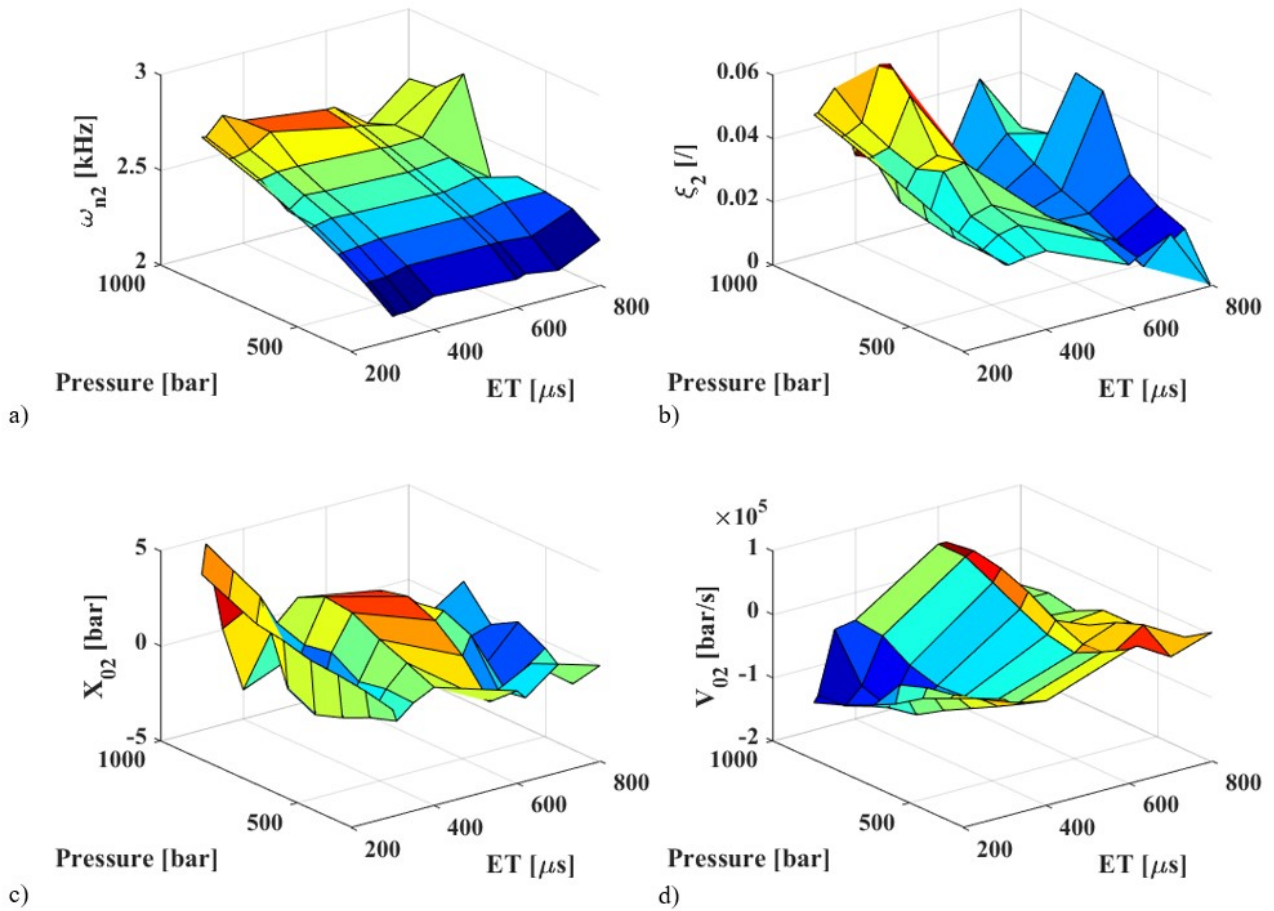 3
2.5
2
ω_n2 [kHz]
1000
500
Pressure [bar]
200
400
600
800
ET [μs]
a)
0.06
0.04
0.02
0
ξ_2 [/]
1000
500
Pressure [bar]
200
400
600
800
ET [μs]
b)
5
0
-5
X_02 [bar]
1000
500
Pressure [bar]
200
400
600
800
ET [μs]
c)
×10^5
1
0
-1
-2
V_02 [bar/s]
1000
500
Pressure [bar]
200
400
600
800
ET [μs]
d)